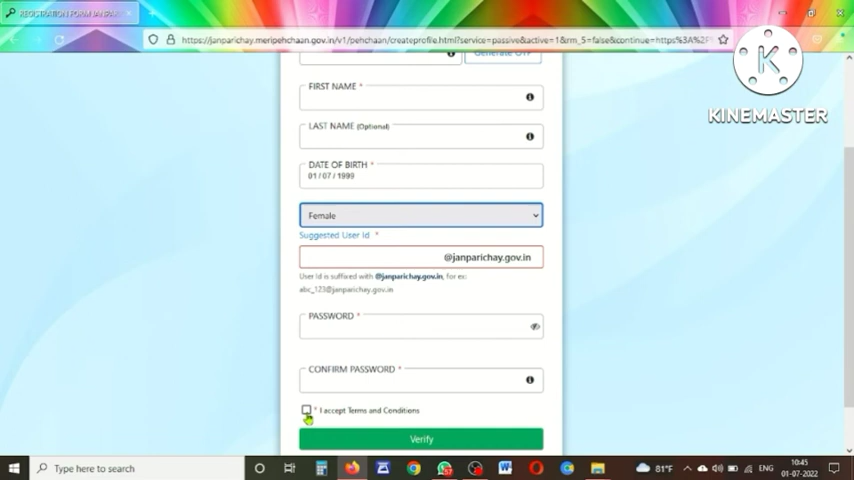 REGISTRATION FORM JANPAR
https://janparichay.meripehchaan.gov.in/v1/pehchaan/createprofile.html?service=passive&active=1&rm_5=false&continue=https%3A%2F
K
KINEMASTER
Generate OTP
FIRST NAME *
LAST NAME (Optional)
DATE OF BIRTH *
01 / 07 / 1999
Female
Suggested User Id *
@janparichay.gov.in
User Id is suffixed with @janparichay.gov.in, for ex:
abc_123@janparichay.gov.in
PASSWORD *
CONFIRM PASSWORD *
* I accept Terms and Conditions
Verify
Type here to search
81°F
ENG
10:45
01-07-2022